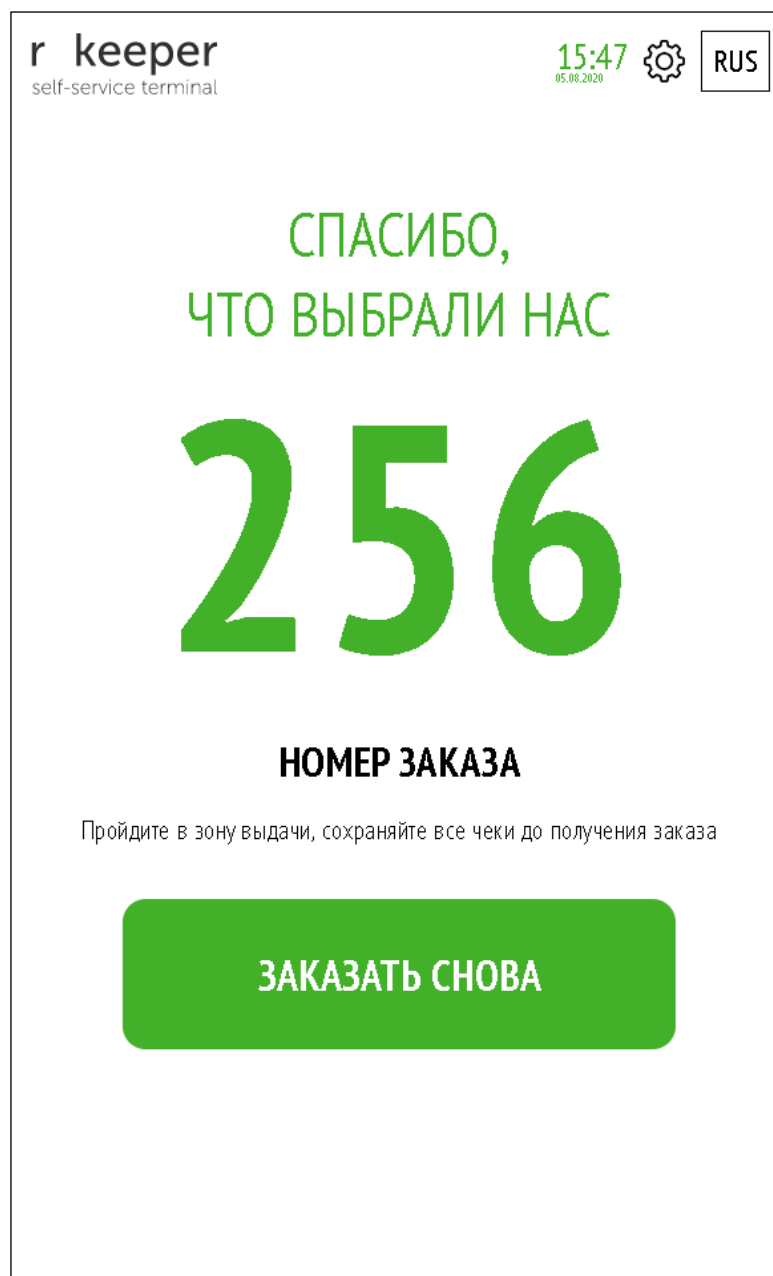 r keeper
self-service terminal
15:47
05.08.2020
RUS
СПАСИБО,
ЧТО ВЫБРАЛИ НАС
256
НОМЕР ЗАКАЗА
Пройдите в зону выдачи, сохраняйте все чеки до получения заказа
ЗАКАЗАТЬ СНОВА